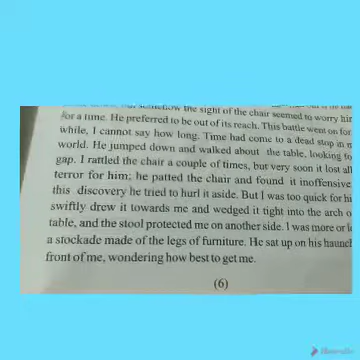 the sight of the chair seemed to worry
for a time. He preferred to be out of its reach. This battle went on for
while, I cannot say how long. Time had come to a dead stop in
world. He jumped down and walked about the table, looking
gap. I rattled the chair a couple of times, but very soon it lost all
terror for him; he patted the chair and found it inoffensive
this discovery he tried to hurl it aside. But I was too quick for
swiftly drew it towards me and wedged it tight into the arch
table, and the stool protected me on another side. I was more or
a stockade made of the legs of furniture. He sat up on his
front of me, wondering how best to get me.
(6)